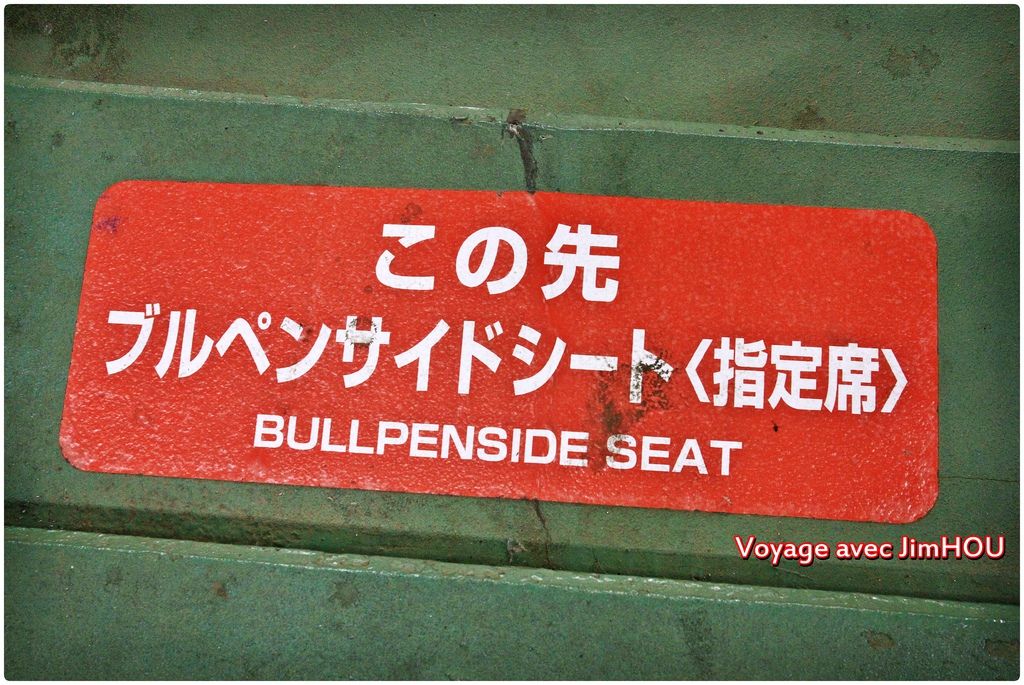 この先
ブルペンサイドシート〈指定席〉
BULLPENSIDE SEAT
Voyage avec JimHOU